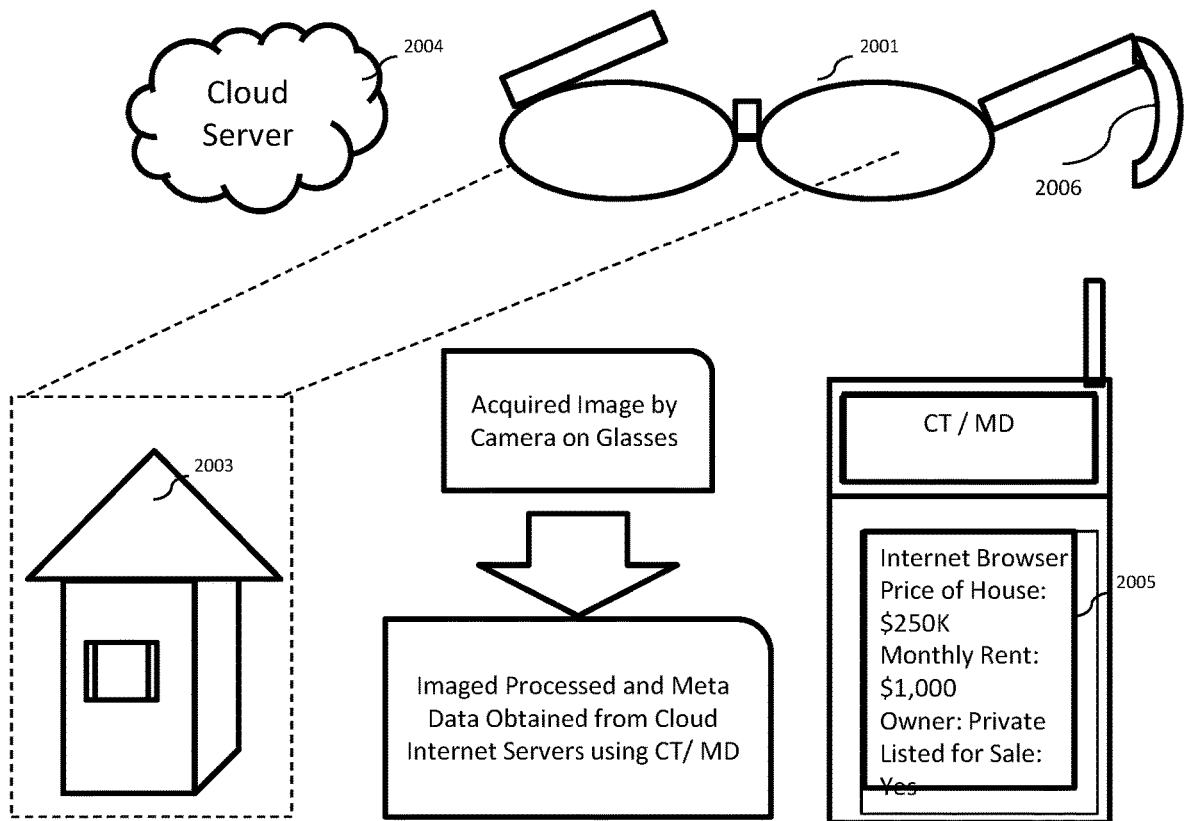 Cloud
Server
2004
2001
2006
2003
Acquired Image by
Camera on Glasses
Imaged Processed and Meta
Data Obtained from Cloud
Internet Servers using CT/ MD
CT / MD
Internet Browser
Price of House:
$250K
Monthly Rent:
$1,000
Owner: Private
Listed for Sale:
Yes
2005